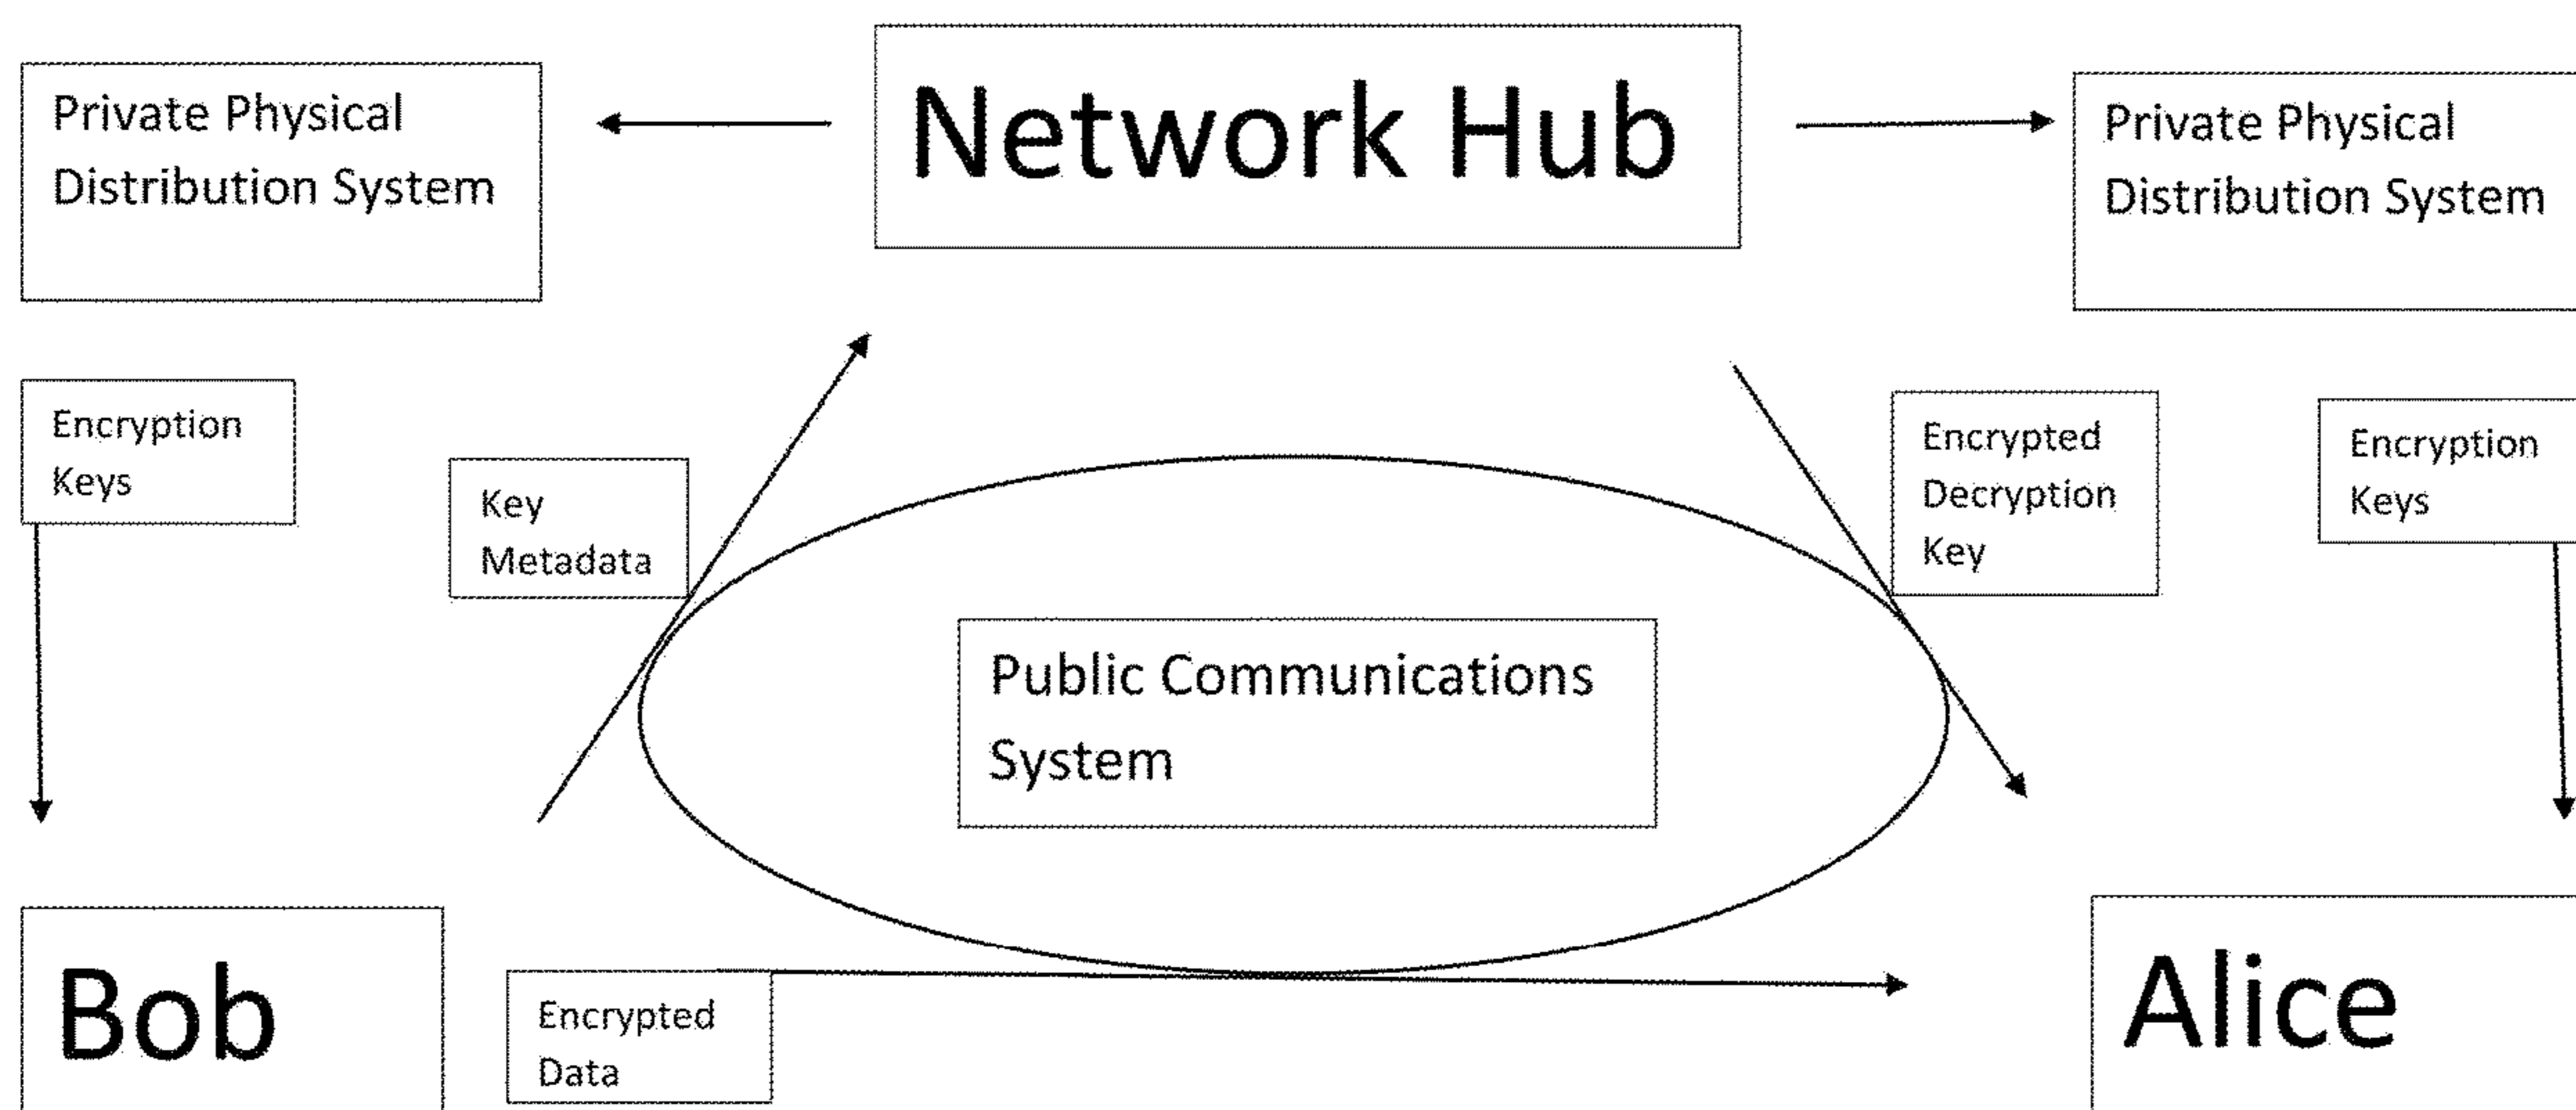 Private Physical
Distribution System
Network Hub
Private Physical
Distribution System
Encryption
Keys
Key
Metadata
Encrypted
Decryption
Key
Encryption
Keys
Public Communications
System
Bob
Encrypted
Data
Alice